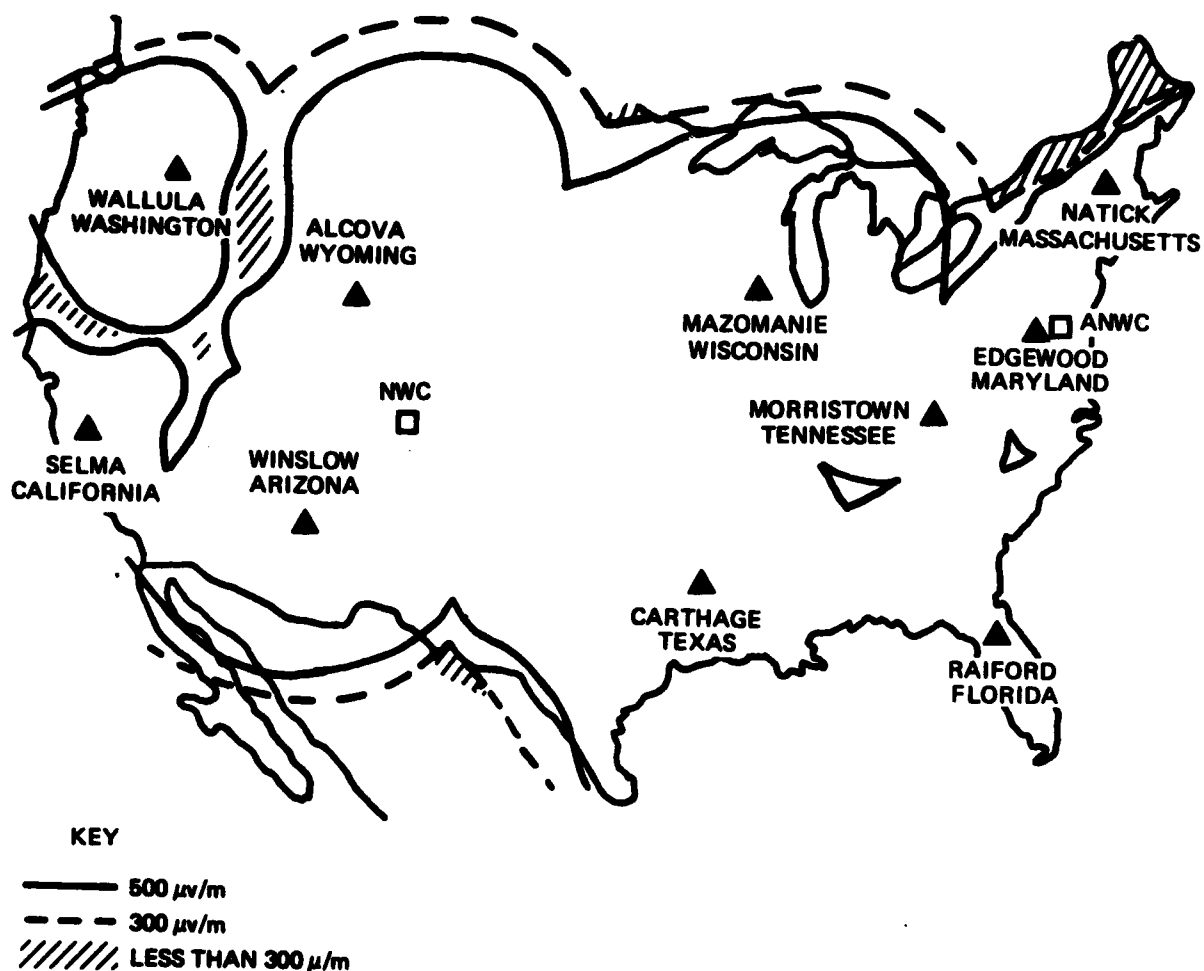 WALLULA
WASHINGTON
ALCOVA
WYOMING
NATICK
MASSACHUSETTS
MAZOMANIE
WISCONSIN
ANWC
EDGEWOOD
MARYLAND
NWC
MORRISTOWN
TENNESSEE
SELMA
CALIFORNIA
WINSLOW
ARIZONA
CARTHAGE
TEXAS
RAIFORD
FLORIDA
KEY
500 μv/m
300 μv/m
LESS THAN 300 μ/m